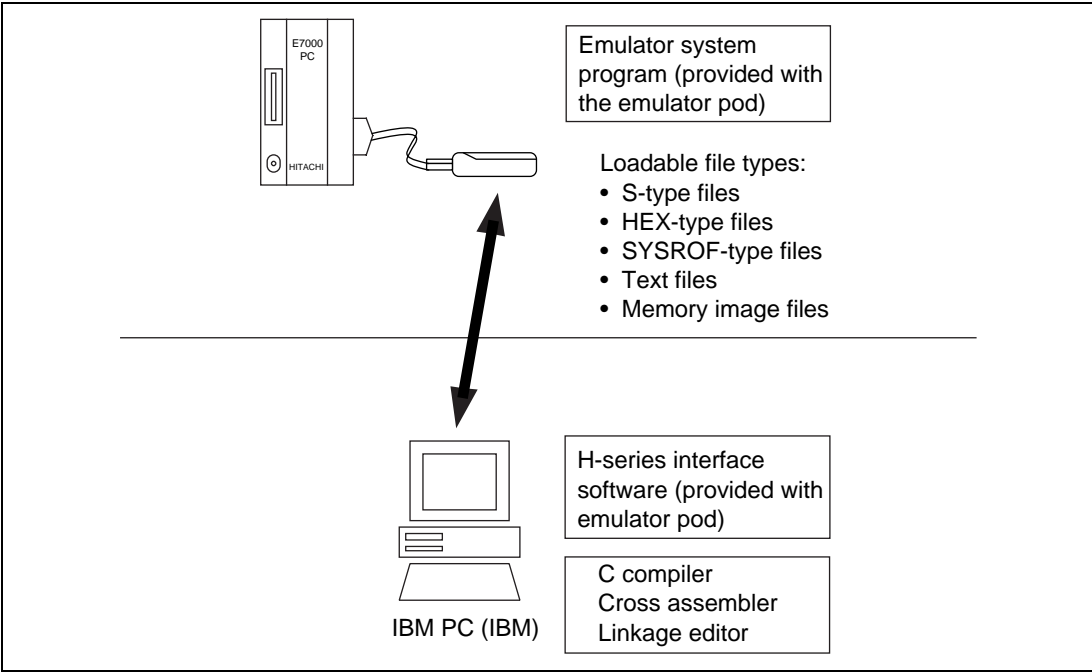 E7000
PC
HITACHI
Emulator system
program (provided with
the emulator pod)
Loadable file types:
• S-type files
• HEX-type files
• SYSROF-type files
• Text files
• Memory image files
H-series interface
software (provided with
emulator pod)
C compiler
Cross assembler
Linkage editor
IBM PC (IBM)